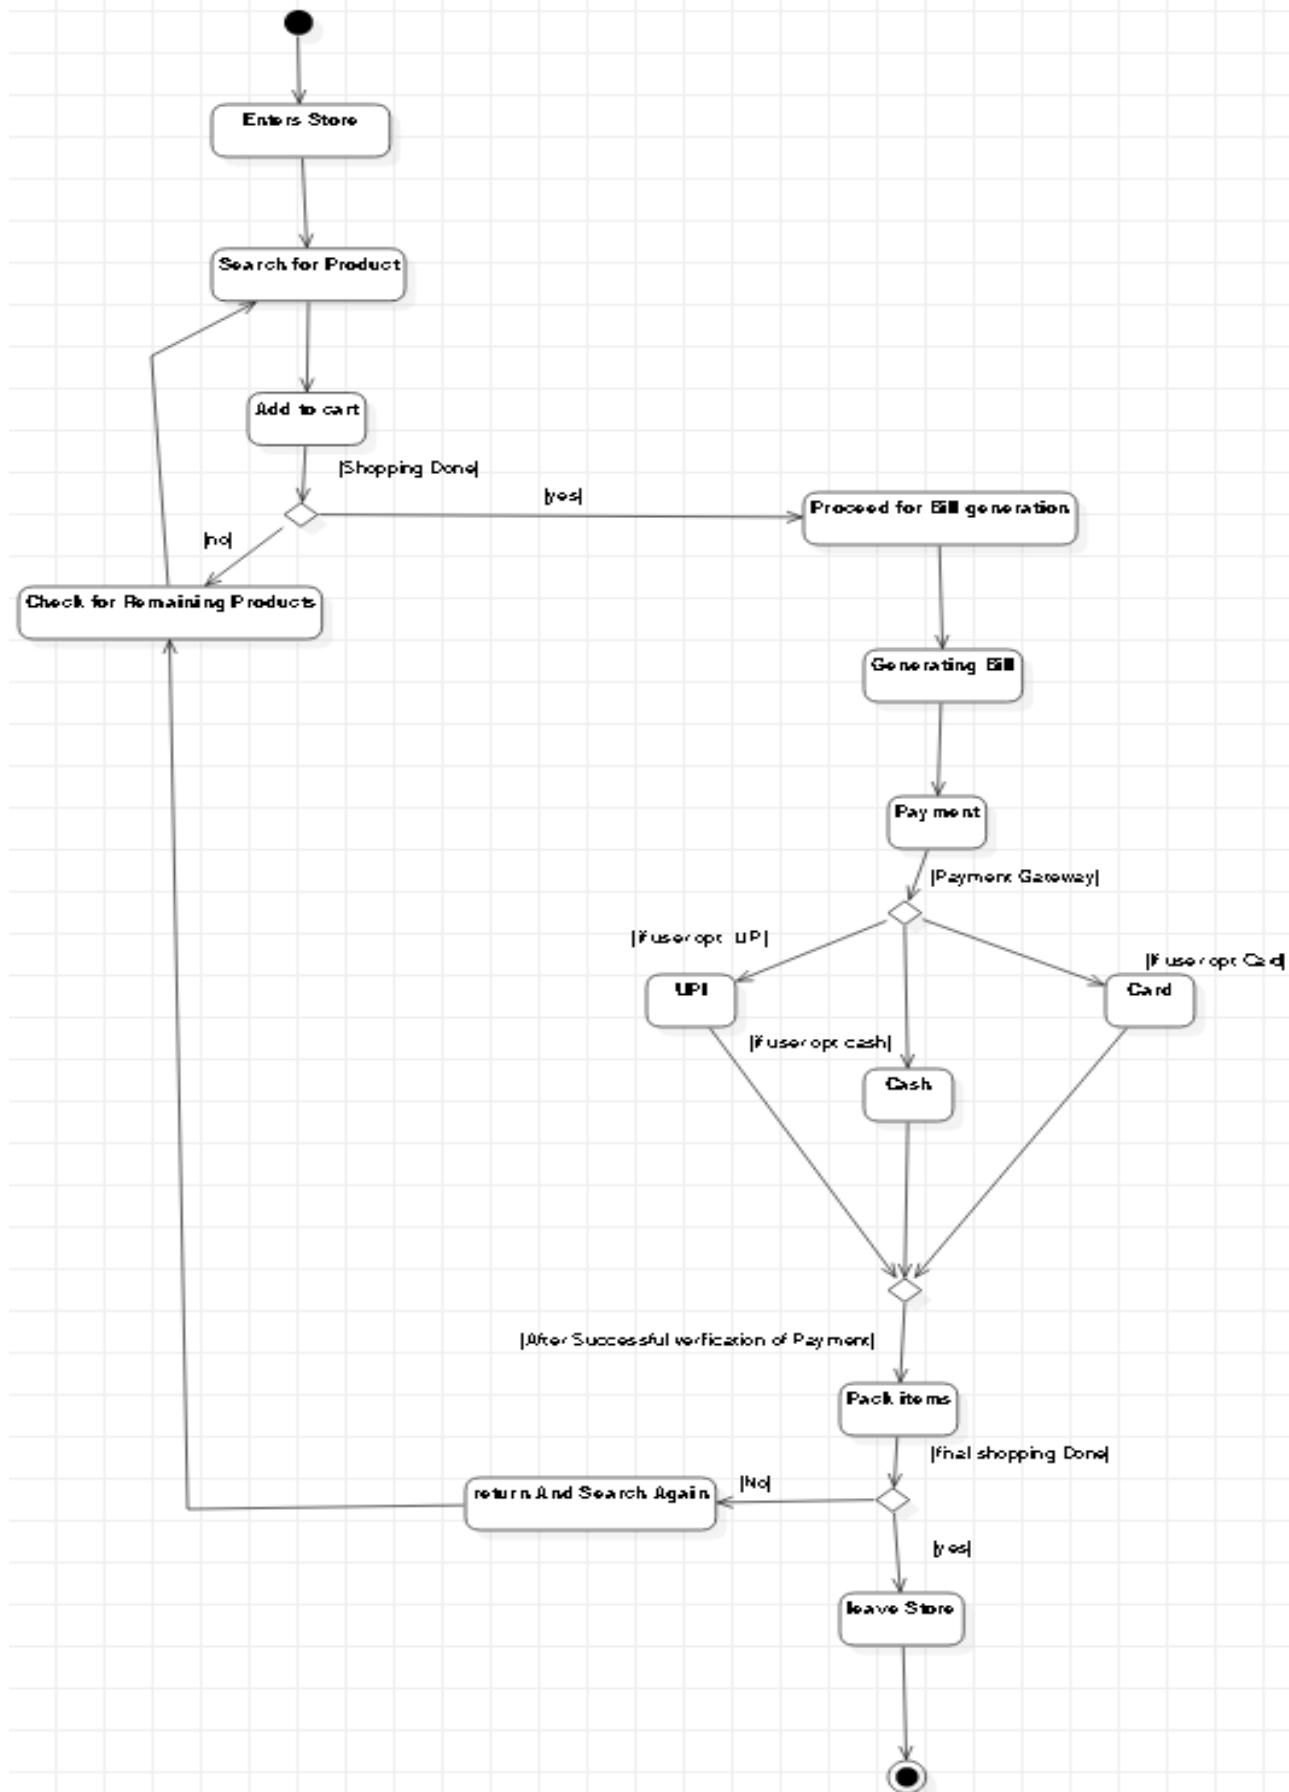 Enters Store
Search for Product
Add to cart
[Shopping Done]
[yes]
Proceed for Bill generation
[no]
Check for Remaining Products
Generating Bill
Payment
[Payment Gateway]
[if user opt UPI]
[if user opt Card]
UPI
Card
[if user opt cash]
Cash
[After Successful verfication of Payment]
Pack items
[final shopping Done]
[No]
return And Search Again
[yes]
leave Store